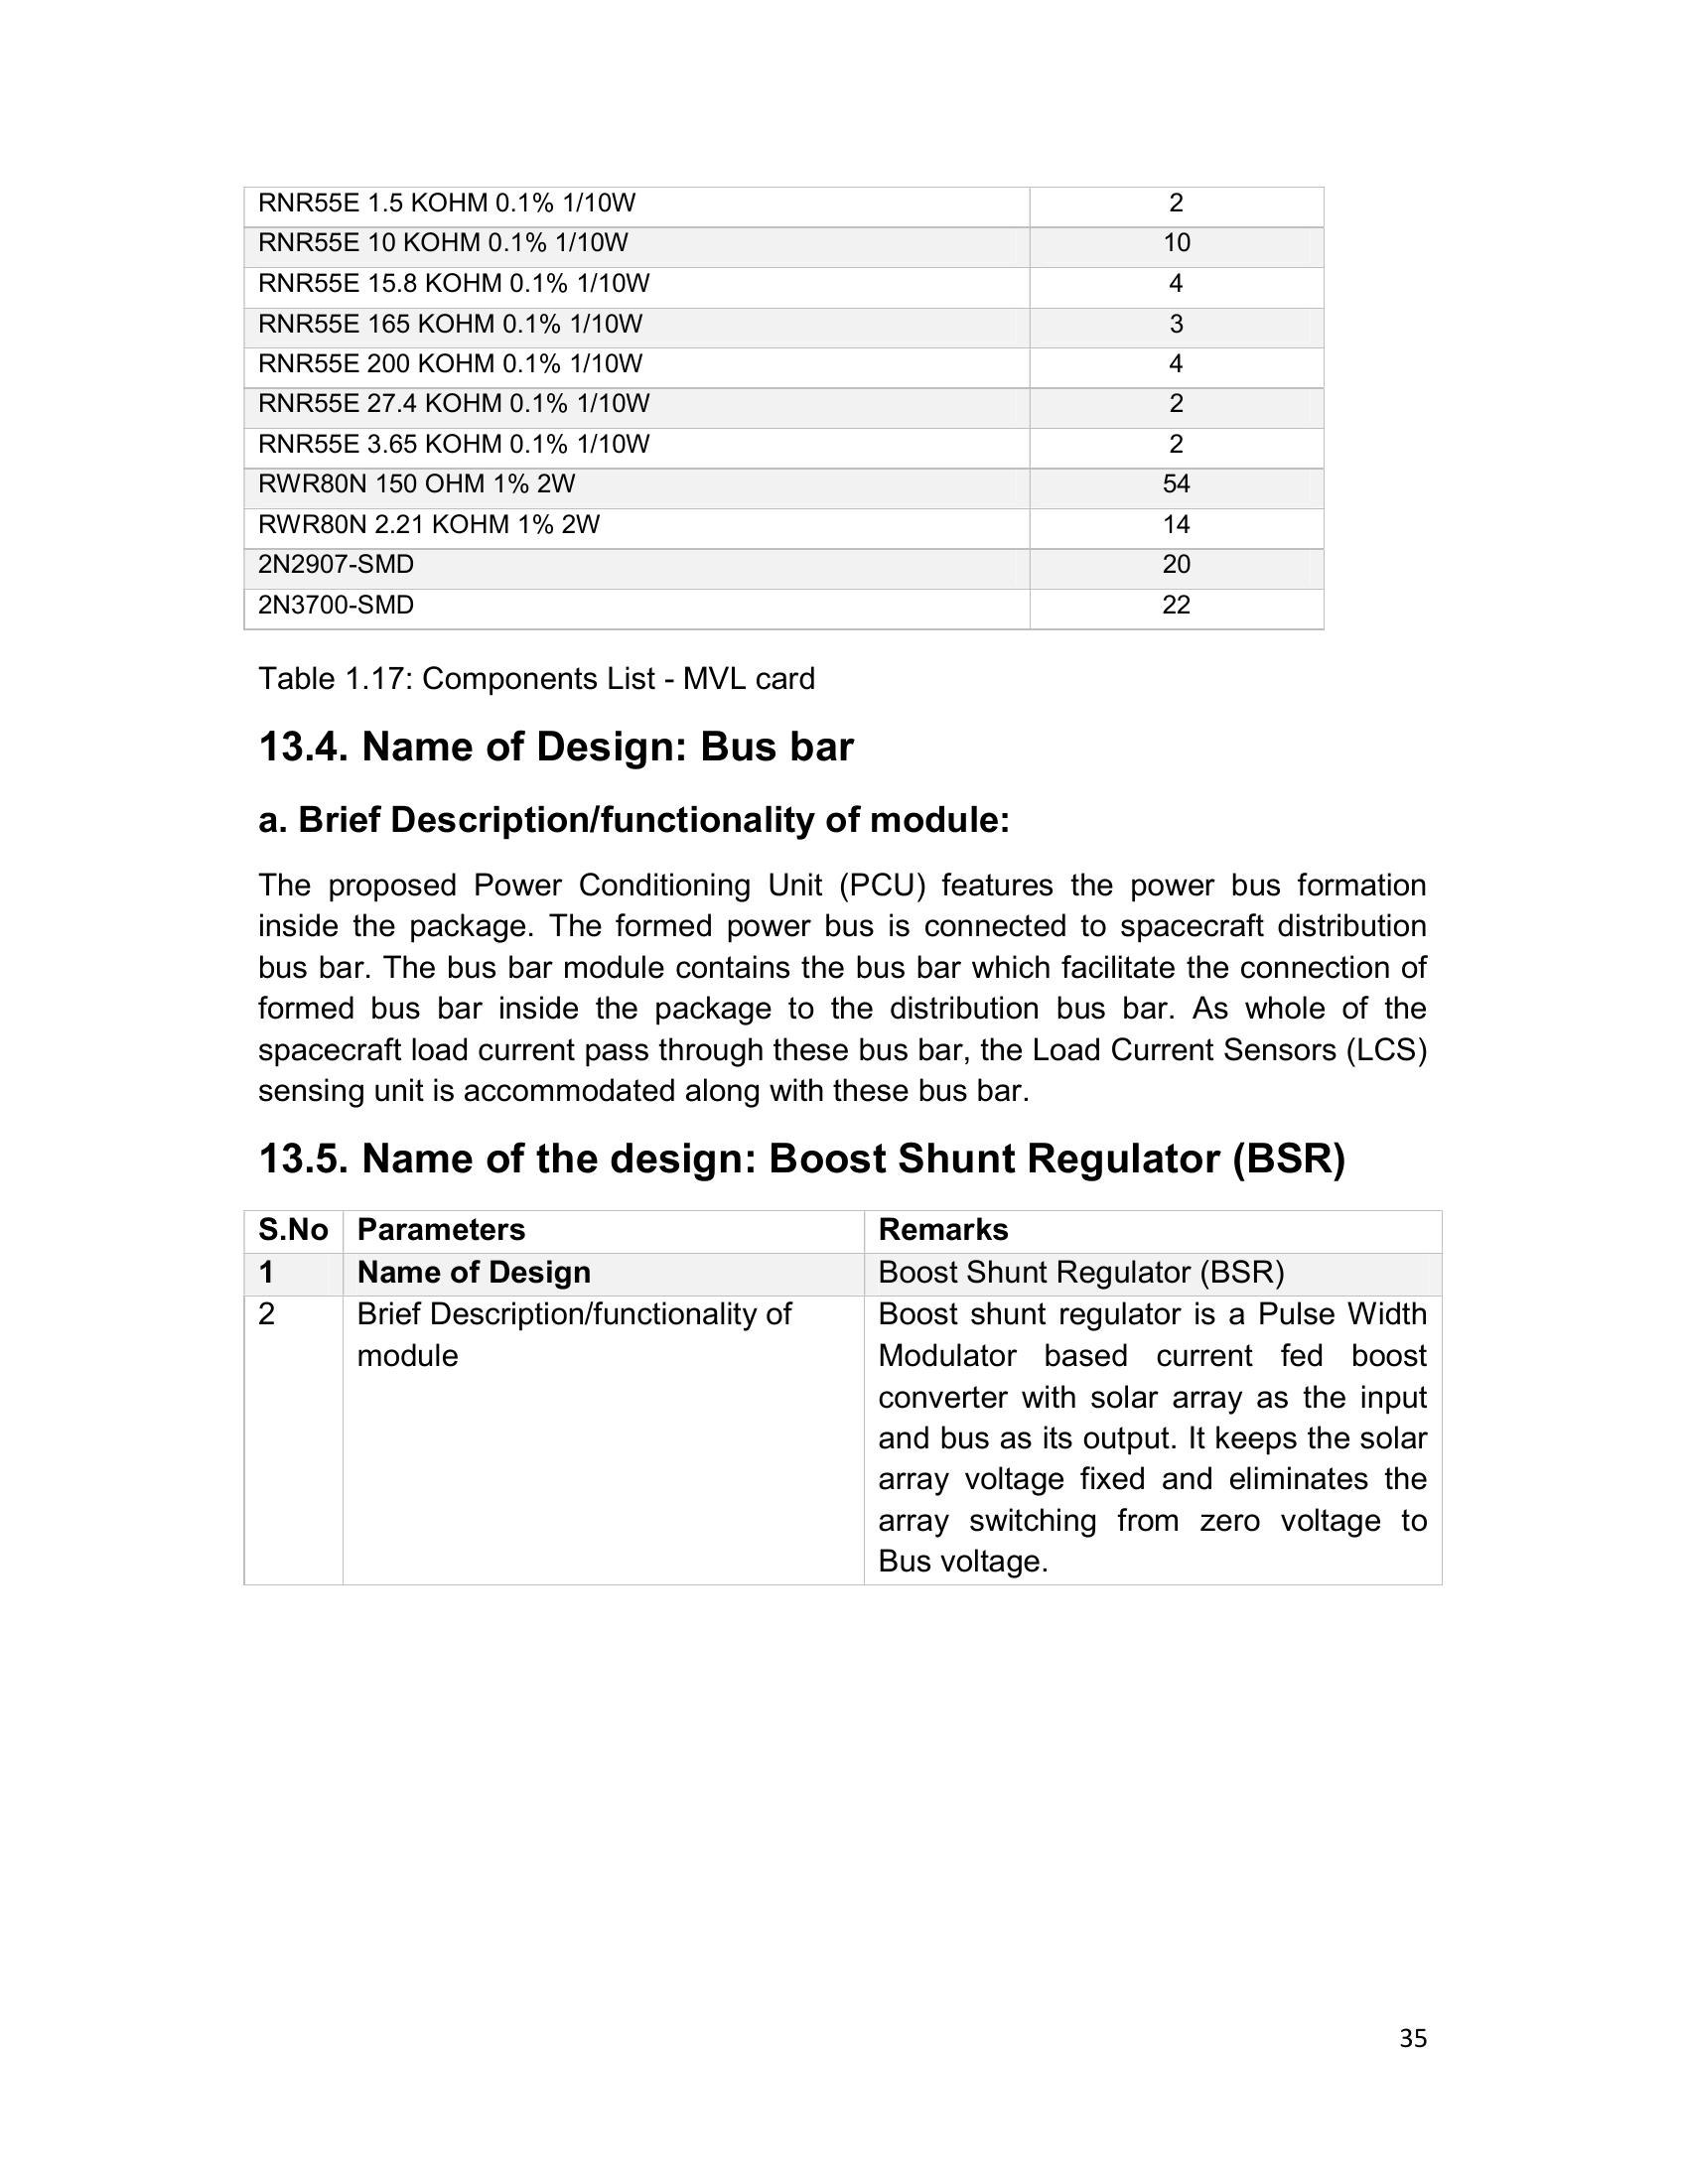 RNR55E 1.5 KOHM 0.1% 1/10W 2
RNR55E 10 KOHM 0.1% 1/10W 10
RNR55E 15.8 KOHM 0.1% 1/10W 4
RNR55E 165 KOHM 0.1% 1/10W 3
RNR55E 200 KOHM 0.1% 1/10W 4
RNR55E 27.4 KOHM 0.1% 1/10W 2
RNR55E 3.65 KOHM 0.1% 1/10W 2
RWR80N 150 OHM 1% 2W 54
RWR80N 2.21 KOHM 1% 2W 14
2N2907-SMD 20
2N3700-SMD 22
Table 1.17: Components List - MVL card
13.4. Name of Design: Bus bar
a. Brief Description/functionality of module:
The proposed Power Conditioning Unit (PCU) features the power bus formation
inside the package. The formed power bus is connected to spacecraft distribution
bus bar. The bus bar module contains the bus bar which facilitate the connection of
formed bus bar inside the package to the distribution bus bar. As whole of the
spacecraft load current pass through these bus bar, the Load Current Sensors (LCS)
sensing unit is accommodated along with these bus bar.
13.5. Name of the design: Boost Shunt Regulator (BSR)
S.No Parameters Remarks
1 Name of Design Boost Shunt Regulator (BSR)
2 Brief Description/functionality of
module
Boost shunt regulator is a Pulse Width
Modulator based current fed boost
converter with solar array as the input
and bus as its output. It keeps the solar
array voltage fixed and eliminates the
array switching from zero voltage to
Bus voltage.
35